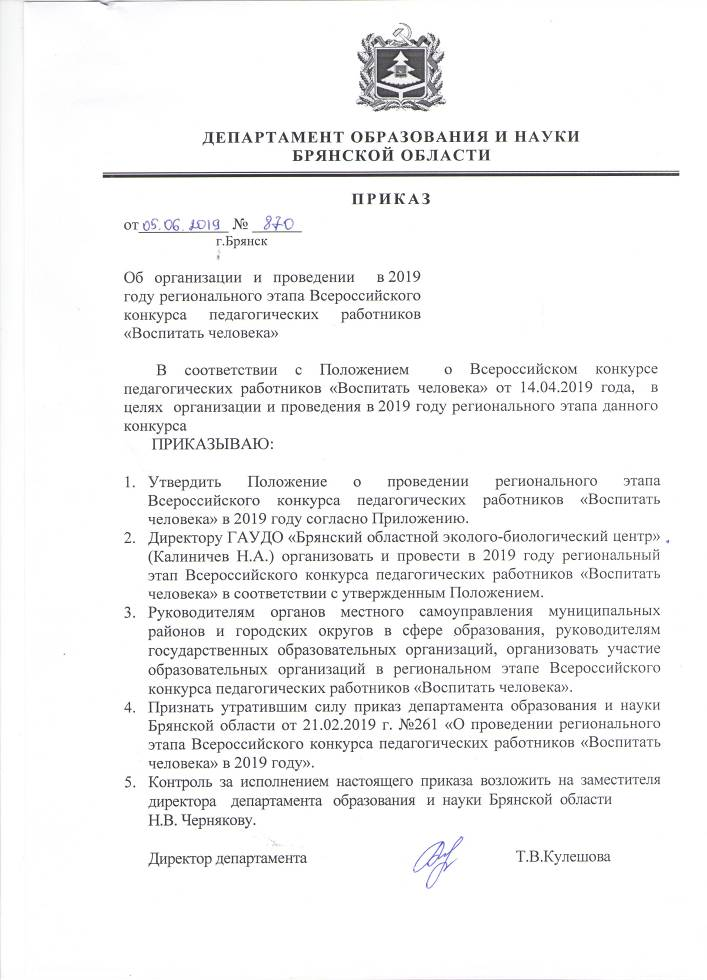 ДЕПАРТАМЕНТ ОБРАЗОВАНИЯ И НАУКИ
БРЯНСКОЙ ОБЛАСТИ
ПРИКАЗ
от 05.06.2019 № 870
г.Брянск
Об организации и проведении в 2019
году регионального этапа Всероссийского
конкурса педагогических работников
«Воспитать человека»
В соответствии с Положением о Всероссийском конкурсе
педагогических работников «Воспитать человека» от 14.04.2019 года, в
целях организации и проведения в 2019 году регионального этапа данного
конкурса
ПРИКАЗЫВАЮ:
1. Утвердить Положение о проведении регионального этапа
Всероссийского конкурса педагогических работников «Воспитать
человека» в 2019 году согласно Приложению.
2. Директору ГАУДО «Брянский областной эколого-биологический центр»
(Калиничев Н.А.) организовать и провести в 2019 году региональный
этап Всероссийского конкурса педагогических работников «Воспитать
человека» в соответствии с утвержденным Положением.
3. Руководителям органов местного самоуправления муниципальных
районов и городских округов в сфере образования, руководителям
государственных образовательных организаций, организовать участие
образовательных организаций в региональном этапе Всероссийского
конкурса педагогических работников «Воспитать человека».
4. Признать утратившим силу приказ департамента образования и науки
Брянской области от 21.02.2019 г. №261 «О проведении регионального
этапа Всероссийского конкурса педагогических работников «Воспитать
человека» в 2019 году».
5. Контроль за исполнением настоящего приказа возложить на заместителя
директора департамента образования и науки Брянской области
Н.В. Чернякову.
Директор департамента Т.В.Кулешова